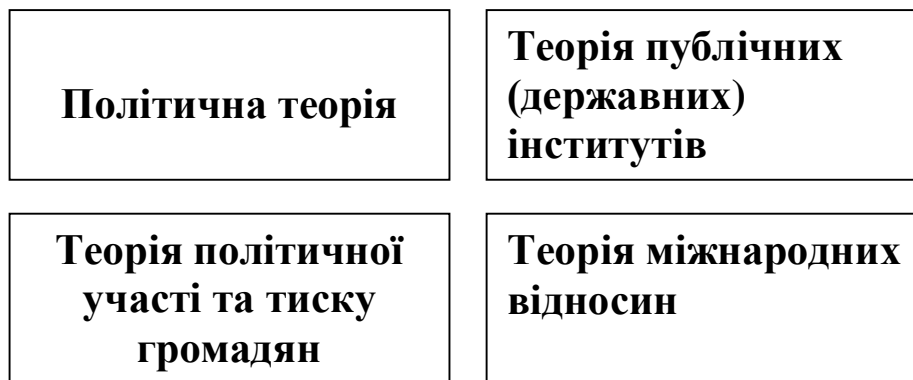 Політична теорія
Теорія публічних
(державних)
інститутів
Теорія політичної
участі та тиску
громадян
Теорія міжнародних
відносин